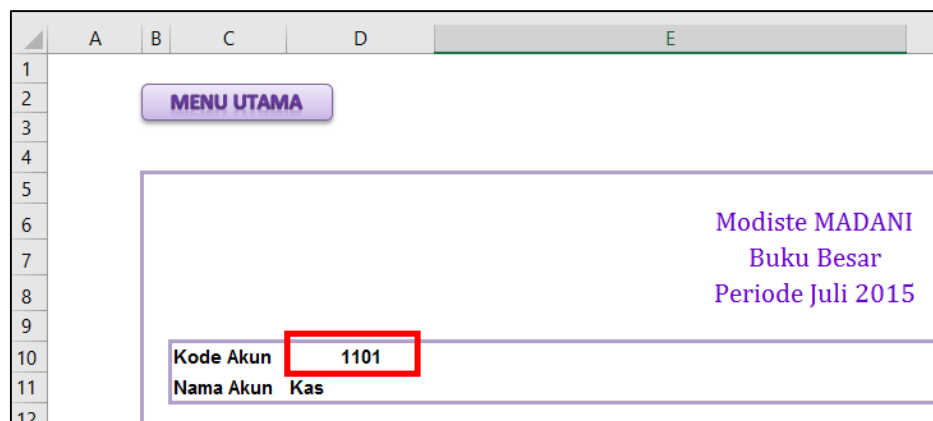 A B C D E
1
2 MENU UTAMA
3
4
5
6 Modiste MADANI
7 Buku Besar
8 Periode Juli 2015
9
10 Kode Akun 1101
11 Nama Akun Kas
12